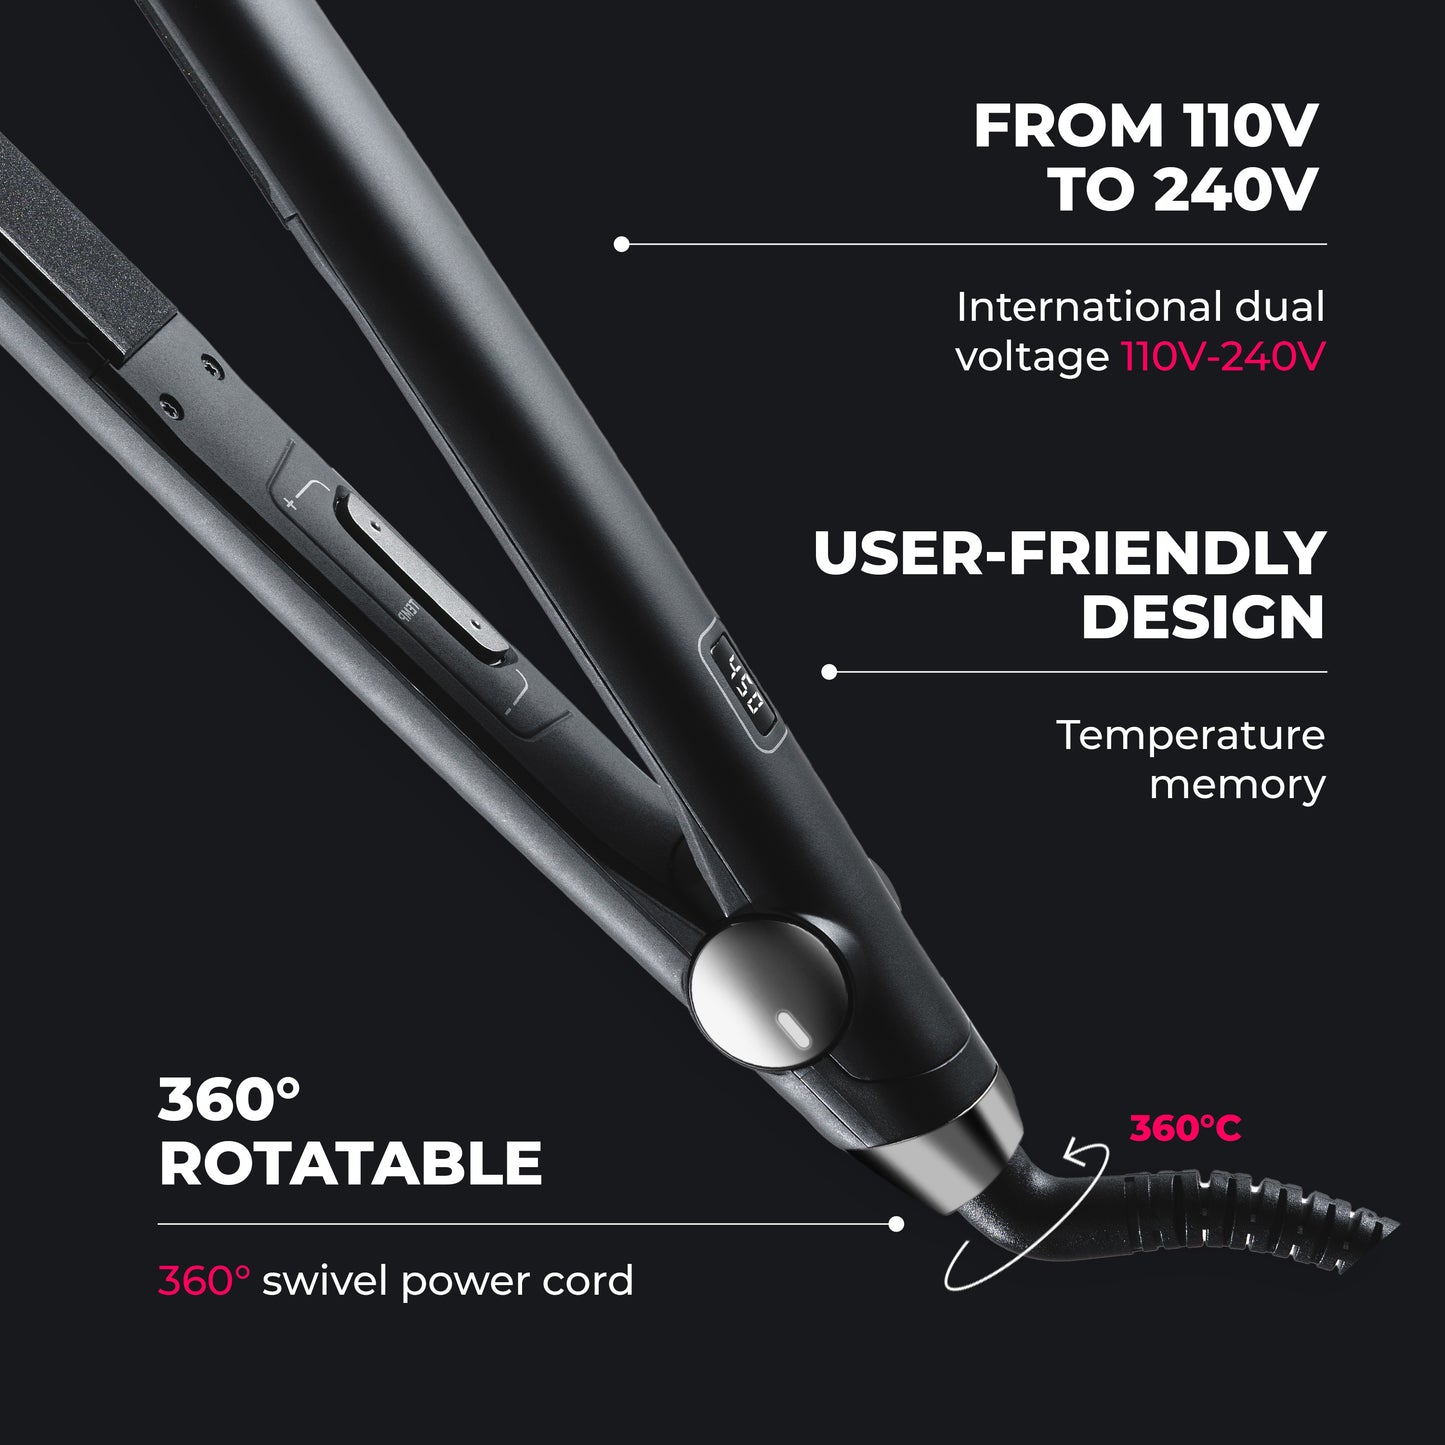 FROM 110V
TO 240V
International dual
voltage 110V-240V
+
TEMP
-
USER-FRIENDLY
DESIGN
450
Temperature
memory
360°
ROTATABLE
360°C
360° swivel power cord